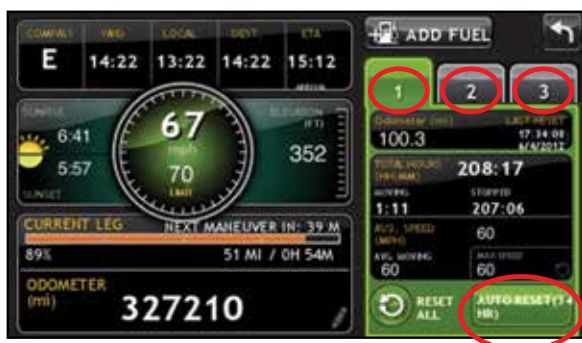 COMPASS YARD LOCAL DEST ETA
E 14:22 13:22 14:22 15:12
ADD FUEL
1 2 3
SUNRISE
6:41
5:57
SUNSET
67
mph
70
LIMIT
ELEVATION
(FT)
352
Odometer (mi) LAST RESET
100.3 17:34:08
6/4/2012
TOTAL HOURS
(HH:MM) 208:17
MOVING STOPPED
1:11 207:06
AVG. SPEED
(MPH) 60
AVG. MOVING MAX SPEED
60 60
CURRENT LEG NEXT MANEUVER IN: 39 M
89% 51 MI / 0H 54M
ODOMETER
(mi) 327210
RESET
ALL
AUTO RESET(34
HR)